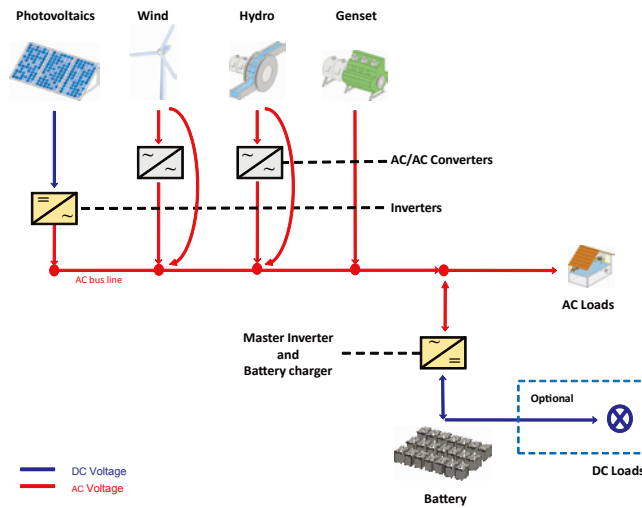 Photovoltaics
Wind
Hydro
Genset
AC/AC Converters
Inverters
AC bus line
AC Loads
Master Inverter
and
Battery charger
Optional
DC Loads
Battery
DC Voltage
AC Voltage